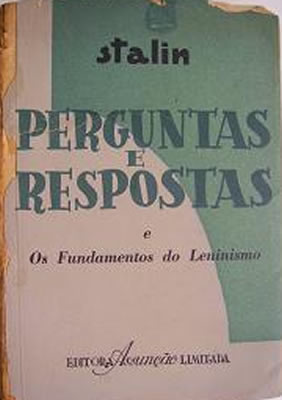 stalin
PERGUNTAS
E
RESPOSTAS
e
Os Fundamentos do Leninismo
EDITORA Assunção LIMITADA